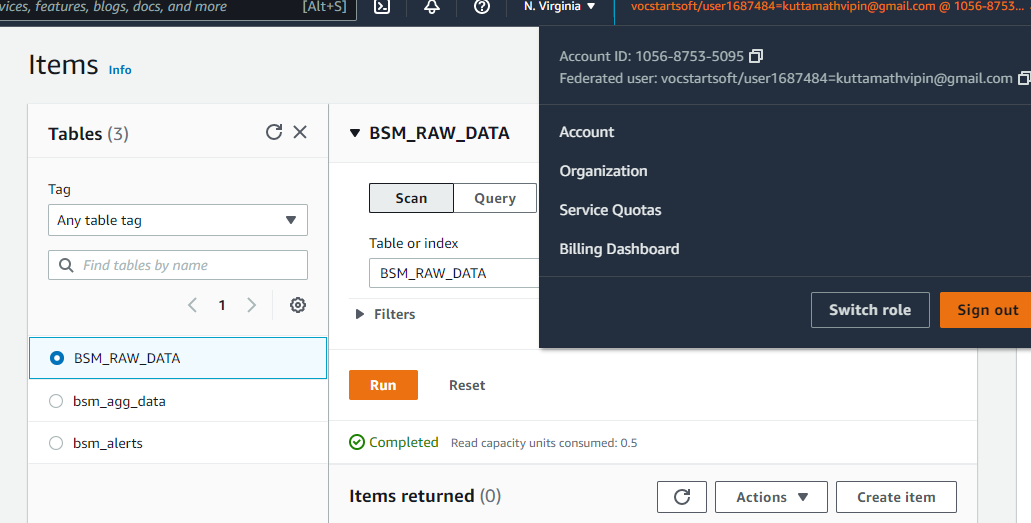 vices, features, blogs, docs, and more [Alt+S] N. Virginia ▼ vocstartsoft/user1687484=kuttamathvipin@gmail.com @ 1056-8753...
Items Info
Account ID: 1056-8753-5095
Federated user: vocstartsoft/user1687484=kuttamathvipin@gmail.com
Account
Organization
Service Quotas
Billing Dashboard
Switch role Sign out
Tables (3)
Tag
Any table tag
Find tables by name
1
BSM_RAW_DATA
bsm_agg_data
bsm_alerts
BSM_RAW_DATA
Scan Query
Table or index
BSM_RAW_DATA
Filters
Run Reset
Completed Read capacity units consumed: 0.5
Items returned (0) Actions Create item